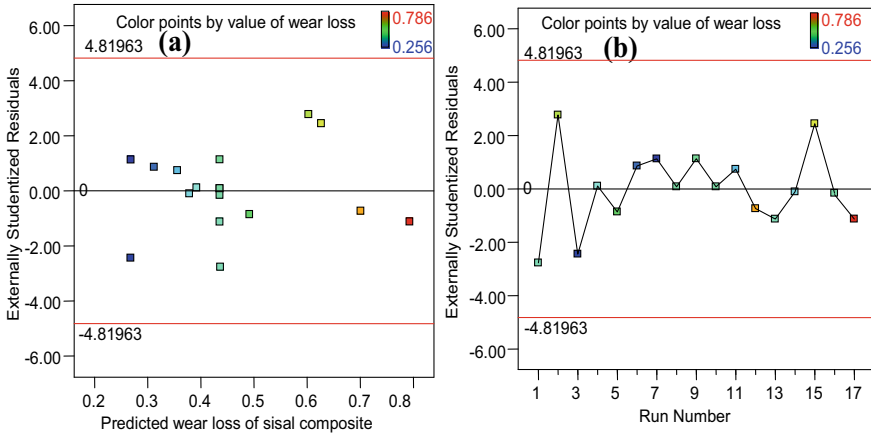 Color points by value of wear loss
0.786
0.256
(a)
Externally Studentized Residuals
6.00
4.00
2.00
0.00
-2.00
-4.00
-6.00
4.81963
0
-4.81963
0.2 0.3 0.4 0.5 0.6 0.7 0.8
Predicted wear loss of sisal composite
Color points by value of wear loss
0.786
0.256
(b)
Externally Studentized Residuals
6.00
4.00
2.00
0.00
-2.00
-4.00
-6.00
4.81963
0
-4.81963
1 3 5 7 9 11 13 15 17
Run Number